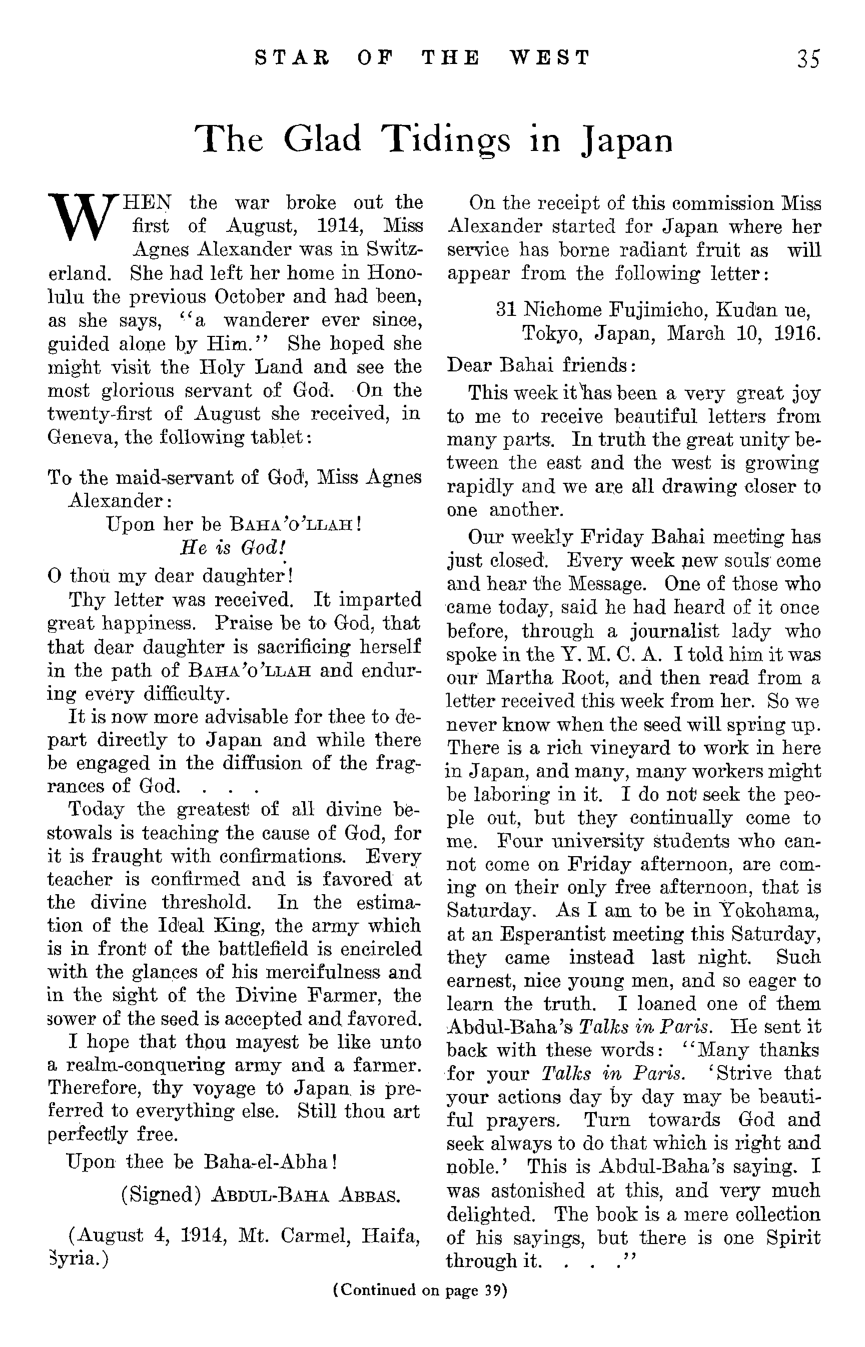 STAR OF THE WEST 35
The Glad Tidings in Japan
WHEN the war broke out the
first of August, 1914, Miss
Agnes Alexander was in Switz-
erland. She had left her home in Hono-
lulu the previous October and had been,
as she says, “a wanderer ever since,
guided alone by Him.” She hoped she
might visit the Holy Land and see the
most glorious servant of God. On the
twenty-first of August she received, in
Geneva, the following tablet:
To the maid-servant of God, Miss Agnes
Alexander:
Upon her be BAHA’O’LLAH!
He is God!
O thou my dear daughter!
Thy letter was received. It imparted
great happiness. Praise be to God, that
that dear daughter is sacrificing herself
in the path of BAHA’O’LLAH and endur-
ing every difficulty.
It is now more advisable for thee to de-
part directly to Japan and while there
be engaged in the diffusion of the frag-
rances of God. . . .
Today the greatest of all divine be-
stowals is teaching the cause of God, for
it is fraught with confirmations. Every
teacher is confirmed and is favored at
the divine threshold. In the estima-
tion of the Ideal King, the army which
is in front of the battlefield is encircled
with the glances of his mercifulness and
in the sight of the Divine Farmer, the
sower of the seed is accepted and favored.
I hope that thou mayest be like unto
a realm-conquering army and a farmer.
Therefore, thy voyage to Japan is pre-
ferred to everything else. Still thou art
perfectly free.
Upon thee be Baha-el-Abha!
(Signed) ABDUL-BAHA ABBAS.
(August 4, 1914, Mt. Carmel, Haifa,
Syria.)
On the receipt of this commission Miss
Alexander started for Japan where her
service has borne radiant fruit as will
appear from the following letter:
31 Nichome Fujimicho, Kudan ue,
Tokyo, Japan, March 10, 1916.
Dear Bahai friends:
This week it has been a very great joy
to me to receive beautiful letters from
many parts. In truth the great unity be-
tween the east and the west is growing
rapidly and we are all drawing closer to
one another.
Our weekly Friday Bahai meeting has
just closed. Every week new souls come
and hear the Message. One of those who
came today, said he had heard of it once
before, through a journalist lady who
spoke in the Y. M. C. A. I told him it was
our Martha Root, and then read from a
letter received this week from her. So we
never know when the seed will spring up.
There is a rich vineyard to work in here
in Japan, and many, many workers might
be laboring in it. I do not seek the peo-
ple out, but they continually come to
me. Four university students who can-
not come on Friday afternoon, are com-
ing on their only free afternoon, that is
Saturday. As I am to be in Yokohama,
at an Esperantist meeting this Saturday,
they came instead last night. Such
earnest, nice young men, and so eager to
learn the truth. I loaned one of them
Abdul-Baha’s Talks in Paris. He sent it
back with these words: “Many thanks
for your Talks in Paris. ‘Strive that
your actions day by day may be beauti-
ful prayers. Turn towards God and
seek always to do that which is right and
noble.’ This is Abdul-Baha’s saying. I
was astonished at this, and very much
delighted. The book is a mere collection
of his sayings, but there is one Spirit
through it. . . .”
(Continued on page 39)